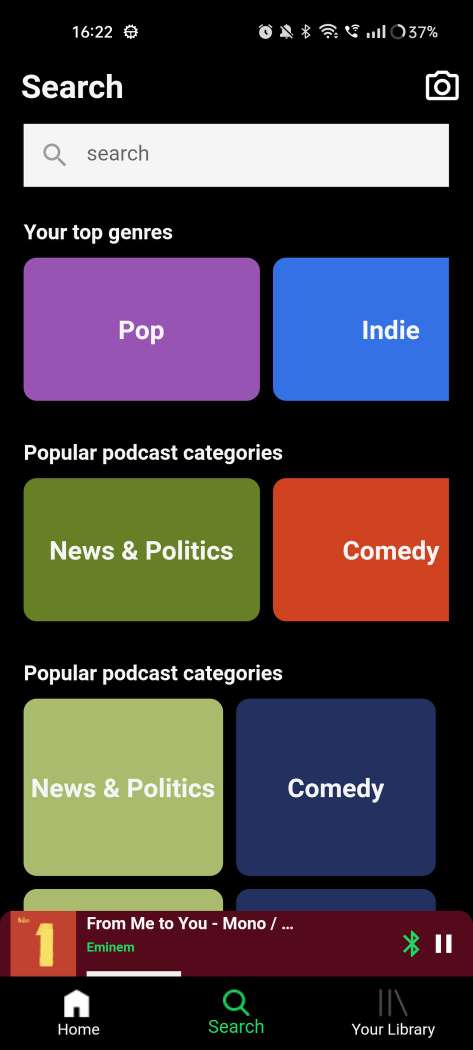 16:22
37%
Search
search
Your top genres
Pop
Indie
Popular podcast categories
News & Politics
Comedy
Popular podcast categories
News & Politics
Comedy
1
From Me to You - Mono / ...
Eminem
Home
Search
Your Library